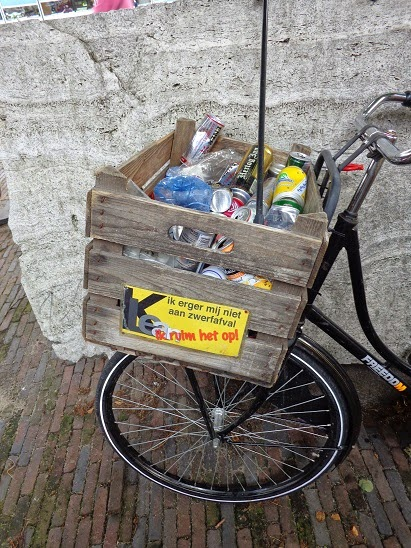 ik erger mij niet
aan zwerfafval
ik ruim het op!
FREEDOM